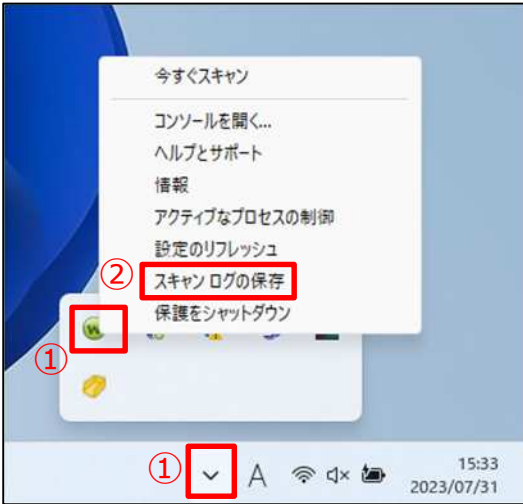 今すぐスキャン
コンソールを開く...
ヘルプとサポート
情報
アクティブなプロセスの制御
設定のリフレッシュ
② スキャン ログの保存
保護をシャットダウン
①
① A 15:33
2023/07/31